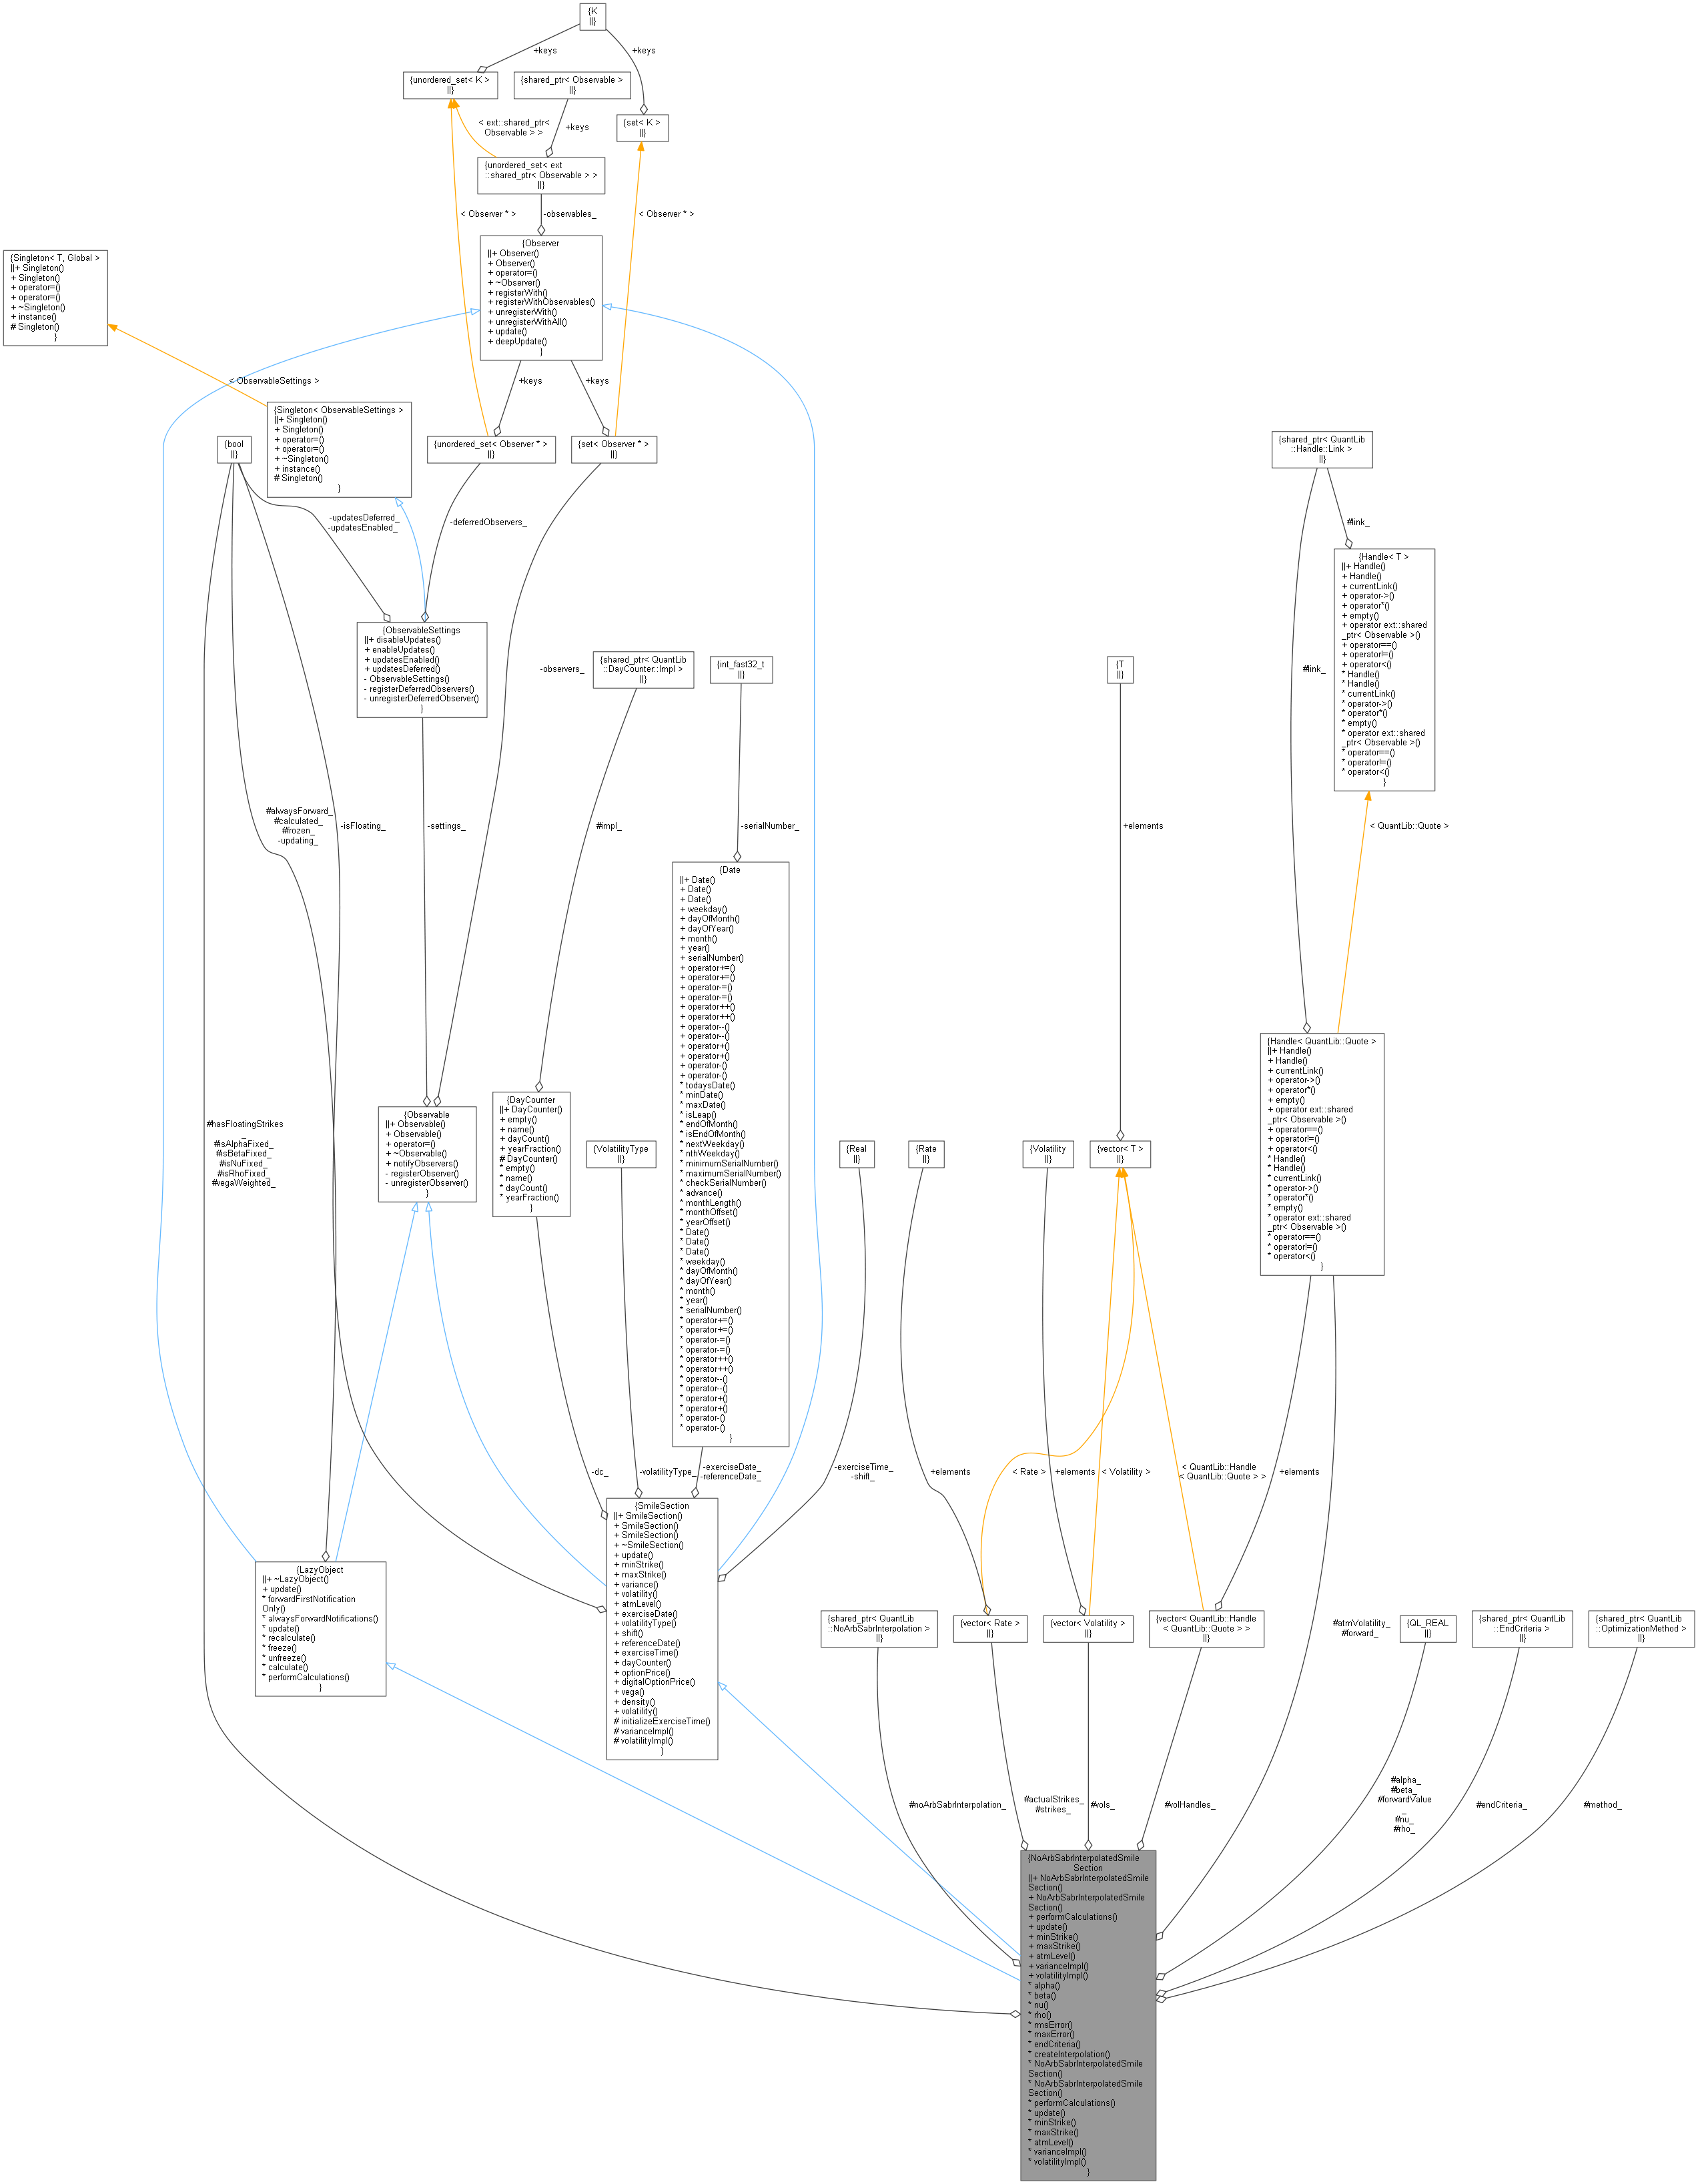 {K
||}
+keys
+keys
{unordered_set< K >
||}
{shared_ptr< Observable >
||}
{set< K >
||}
< ext::shared_ptr<
Observable > >
+keys
{unordered_set< ext
::shared_ptr< Observable > >
||}
< Observer * >
-observables_
< Observer * >
{Singleton< T, Global >
||+ Singleton()
+ Singleton()
+ operator=()
+ operator=()
+ ~Singleton()
+ instance()
# Singleton()
}
{Observer
||+ Observer()
+ Observer()
+ operator=()
+ ~Observer()
+ registerWith()
+ registerWithObservables()
+ unregisterWith()
+ unregisterWithAll()
+ update()
+ deepUpdate()
}
< ObservableSettings >
+keys
+keys
{Singleton< ObservableSettings >
||+ Singleton()
+ Singleton()
+ operator=()
+ operator=()
+ ~Singleton()
+ instance()
# Singleton()
}
{bool
||}
{unordered_set< Observer * >
||}
{set< Observer * >
||}
{shared_ptr< QuantLib
::Handle::Link >
||}
-updatesDeferred_
-updatesEnabled_
-deferredObservers_
#link_
{Handle< T >
||+ Handle()
+ Handle()
+ currentLink()
+ operator->()
+ operator*()
+ empty()
+ operator ext::shared
_ptr< Observable >()
+ operator==()
+ operator!=()
+ operator<()
* Handle()
* Handle()
* currentLink()
* operator->()
* operator*()
* empty()
* operator ext::shared
_ptr< Observable >()
* operator==()
* operator!=()
* operator<()
}
{ObservableSettings
||+ disableUpdates()
+ enableUpdates()
+ updatesEnabled()
+ updatesDeferred()
- ObservableSettings()
- registerDeferredObservers()
- unregisterDeferredObserver()
}
-observers_
{shared_ptr< QuantLib
::DayCounter::Impl >
||}
{int_fast32_t
||}
{T
||}
#link_
#alwaysForward_
#calculated_
#frozen_
-updating_
-isFloating_
-settings_
#impl_
-serialNumber_
+elements
< QuantLib::Quote >
{Date
||+ Date()
+ Date()
+ Date()
+ weekday()
+ dayOfMonth()
+ dayOfYear()
+ month()
+ year()
+ serialNumber()
+ operator+=()
+ operator+=()
+ operator-=()
+ operator-=()
+ operator++()
+ operator++()
+ operator--()
+ operator--()
+ operator+()
+ operator+()
+ operator-()
+ operator-()
* todaysDate()
* minDate()
* maxDate()
* isLeap()
* endOfMonth()
* isEndOfMonth()
* nextWeekday()
* nthWeekday()
* minimumSerialNumber()
* maximumSerialNumber()
* checkSerialNumber()
* advance()
* monthLength()
* monthOffset()
* yearOffset()
* Date()
* Date()
* Date()
* weekday()
* dayOfMonth()
* dayOfYear()
* month()
* year()
* serialNumber()
* operator+=()
* operator+=()
* operator-=()
* operator-=()
* operator++()
* operator++()
* operator--()
* operator--()
* operator+()
* operator+()
* operator-()
* operator-()
}
{Handle< QuantLib::Quote >
||+ Handle()
+ Handle()
+ currentLink()
+ operator->()
+ operator*()
+ empty()
+ operator ext::shared
_ptr< Observable >()
+ operator==()
+ operator!=()
+ operator<()
* Handle()
* Handle()
* currentLink()
* operator->()
* operator*()
* empty()
* operator ext::shared
_ptr< Observable >()
* operator==()
* operator!=()
* operator<()
}
#hasFloatingStrikes
_
#isAlphaFixed_
#isBetaFixed_
#isNuFixed_
#isRhoFixed_
#vegaWeighted_
{Observable
||+ Observable()
+ Observable()
+ operator=()
+ ~Observable()
+ notifyObservers()
- registerObserver()
- unregisterObserver()
}
{DayCounter
||+ DayCounter()
+ empty()
+ name()
+ dayCount()
+ yearFraction()
# DayCounter()
* empty()
* name()
* dayCount()
* yearFraction()
}
{VolatilityType
||}
{Real
||}
{Rate
||}
{Volatility
||}
{vector< T >
||}
-dc_
-volatilityType_
-exerciseDate_
-referenceDate_
-exerciseTime_
-shift_
+elements
< Rate >
+elements
< Volatility >
< QuantLib::Handle
< QuantLib::Quote > >
+elements
{LazyObject
||+ ~LazyObject()
+ update()
* forwardFirstNotification
Only()
* alwaysForwardNotifications()
* update()
* recalculate()
* freeze()
* unfreeze()
* calculate()
* performCalculations()
}
{SmileSection
||+ SmileSection()
+ SmileSection()
+ SmileSection()
+ ~SmileSection()
+ update()
+ minStrike()
+ maxStrike()
+ variance()
+ volatility()
+ atmLevel()
+ exerciseDate()
+ volatilityType()
+ shift()
+ referenceDate()
+ exerciseTime()
+ dayCounter()
+ optionPrice()
+ digitalOptionPrice()
+ vega()
+ density()
+ volatility()
# initializeExerciseTime()
# varianceImpl()
# volatilityImpl()
}
{shared_ptr< QuantLib
::NoArbSabrInterpolation >
||}
{vector< Rate >
||}
{vector< Volatility >
||}
{vector< QuantLib::Handle
< QuantLib::Quote > >
||}
#atmVolatility_
#forward_
{QL_REAL
||}
{shared_ptr< QuantLib
::EndCriteria >
||}
{shared_ptr< QuantLib
::OptimizationMethod >
||}
#noArbSabrInterpolation_
#actualStrikes_
#strikes_
#vols_
#volHandles_
#alpha_
#beta_
#forwardValue
_
#nu_
#rho_
#endCriteria_
#method_
{NoArbSabrInterpolatedSmile
Section
||+ NoArbSabrInterpolatedSmile
Section()
+ NoArbSabrInterpolatedSmile
Section()
+ performCalculations()
+ update()
+ minStrike()
+ maxStrike()
+ atmLevel()
+ varianceImpl()
+ volatilityImpl()
* alpha()
* beta()
* nu()
* rho()
* rmsError()
* maxError()
* endCriteria()
* createInterpolation()
* NoArbSabrInterpolatedSmile
Section()
* NoArbSabrInterpolatedSmile
Section()
* performCalculations()
* update()
* minStrike()
* maxStrike()
* atmLevel()
* varianceImpl()
* volatilityImpl()
}